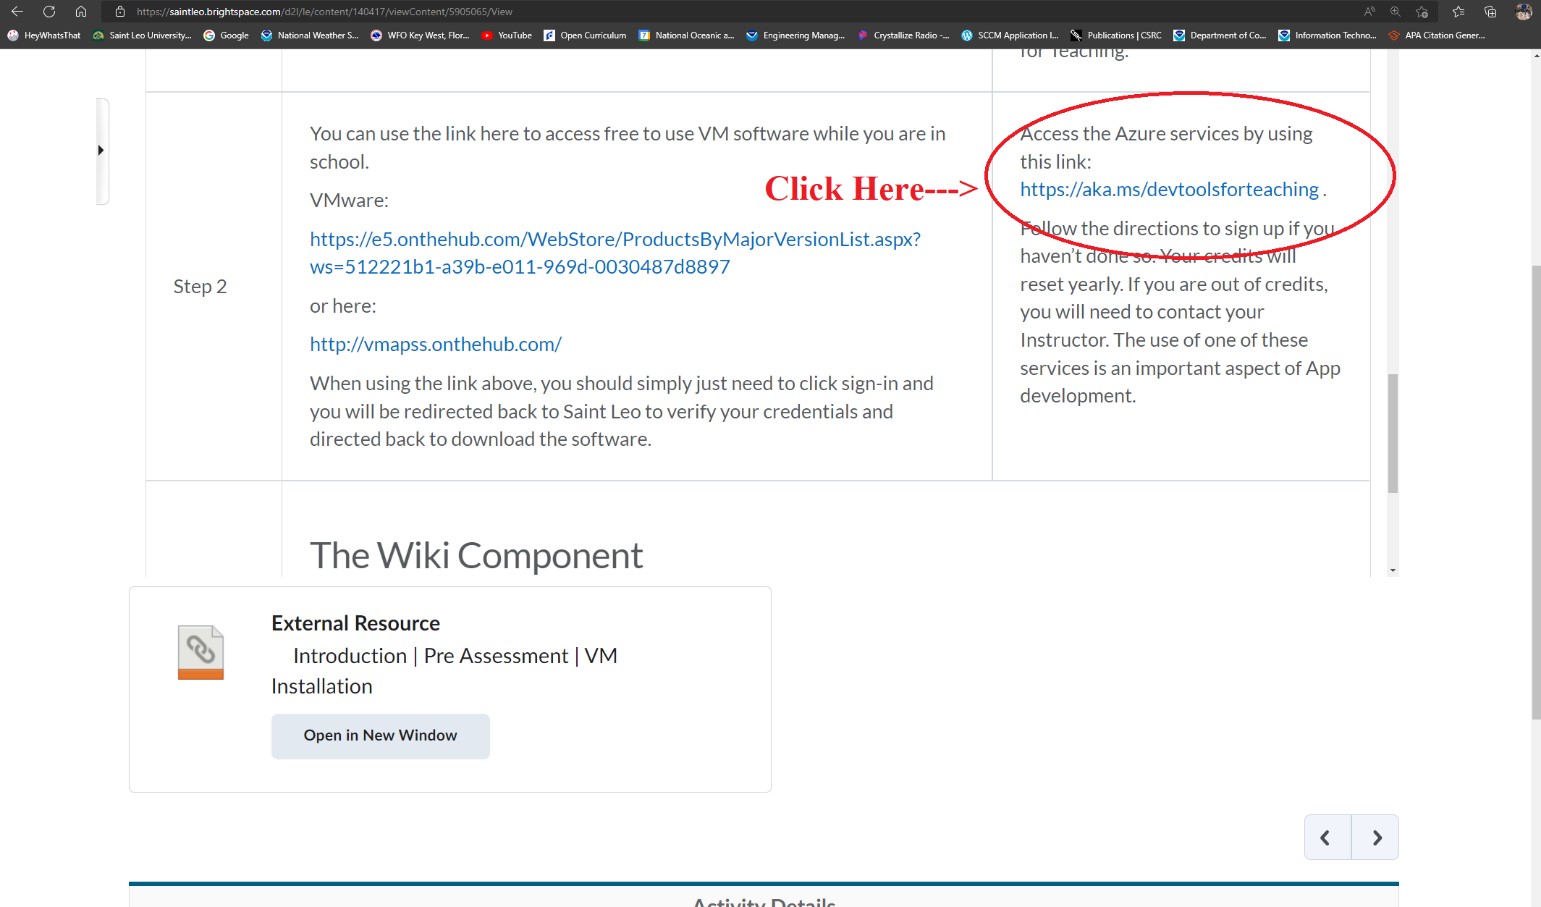 https://saintleo.brightspace.com/d2l/le/content/140417/viewContent/5905065/View
HeyWhatsThat
Saint Leo University...
Google
National Weather S...
WFO Key West, Flor...
YouTube
Open Curriculum
National Oceanic a...
Engineering Manag...
Crystallize Radio -...
SCCM Application I...
Publications | CSRC
Department of Co...
Information Techno...
APA Citation Gener...
for Teaching.
Step 2
You can use the link here to access free to use VM software while you are in
school.
VMware:
https://e5.onthehub.com/WebStore/ProductsByMajorVersionList.aspx?
ws=512221b1-a39b-e011-969d-0030487d8897
or here:
http://vmapss.onthehub.com/
When using the link above, you should simply just need to click sign-in and
you will be redirected back to Saint Leo to verify your credentials and
directed back to download the software.
Click Here--->
Access the Azure services by using
this link:
https://aka.ms/devtoolsforteaching .
Follow the directions to sign up if you
haven't done so. Your credits will
reset yearly. If you are out of credits,
you will need to contact your
Instructor. The use of one of these
services is an important aspect of App
development.
The Wiki Component
External Resource
Introduction | Pre Assessment | VM
Installation
Open in New Window
Activity Details